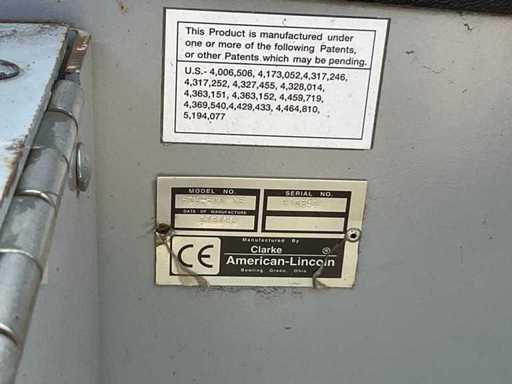 This Product is manufactured under
one or more of the following Patents,
or other Patents which may be pending.
U.S.- 4,006,506, 4,173,052,4,317,246,
4,317,252, 4,327,455, 4,328,014,
4,363,151, 4,363,152, 4,459,719,
4,369,540,4,429,433, 4,464,810,
5,194,077
MODEL NO. SERIAL NO.
DATE OF MANUFACTURE
Manufactured By
Clarke ®
CE American-Lincoln
Bowling Green, Ohio